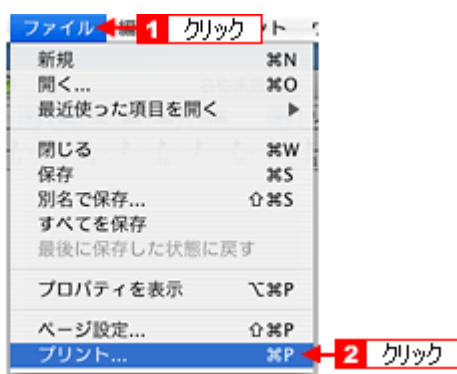 ファイル 1 クリック
新規 ⌘N
開く... ⌘O
最近使った項目を開く ▶
閉じる ⌘W
保存 ⌘S
別名で保存... ⇧⌘S
すべてを保存
最後に保存した状態に戻す
プロパティを表示 ⌥⌘P
ページ設定... ⇧⌘P
プリント... ⌘P 2 クリック